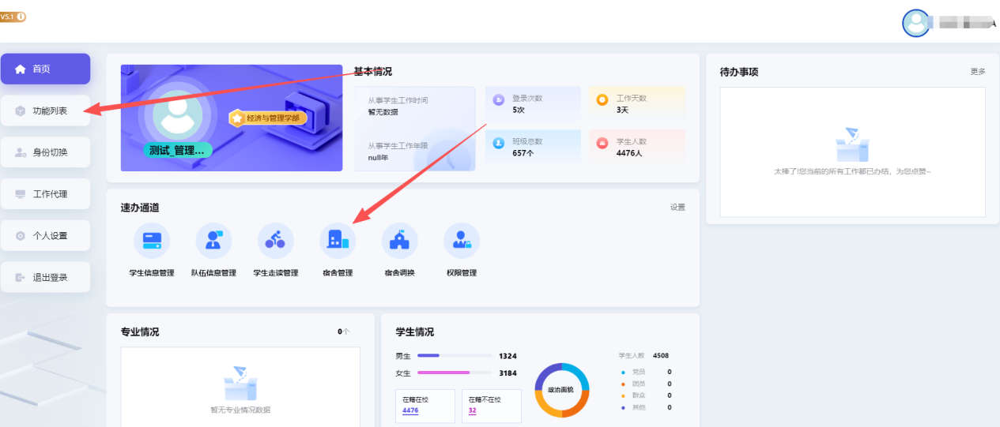 V5.1
A
首页
功能列表
身份切换
工作代理
个人设置
退出登录
测试_管理...
经济与管理学部
基本情况
从事学生工作时间
暂无数据
从事学生工作年限
null年
登录次数
5次
工作天数
3天
班级总数
657个
学生人数
4476人
待办事项
更多
太棒了!您当前的所有工作都已办结，为您点赞~
速办通道
设置
学生信息管理
队伍信息管理
学生走读管理
宿舍管理
宿舍调换
权限管理
专业情况
0个
暂无专业情况数据
学生情况
男生 1324
女生 3184
在籍在校
4476
在籍不在校
32
政治面貌
学生人数 4508
党员 0
团员 0
群众 0
其他 0